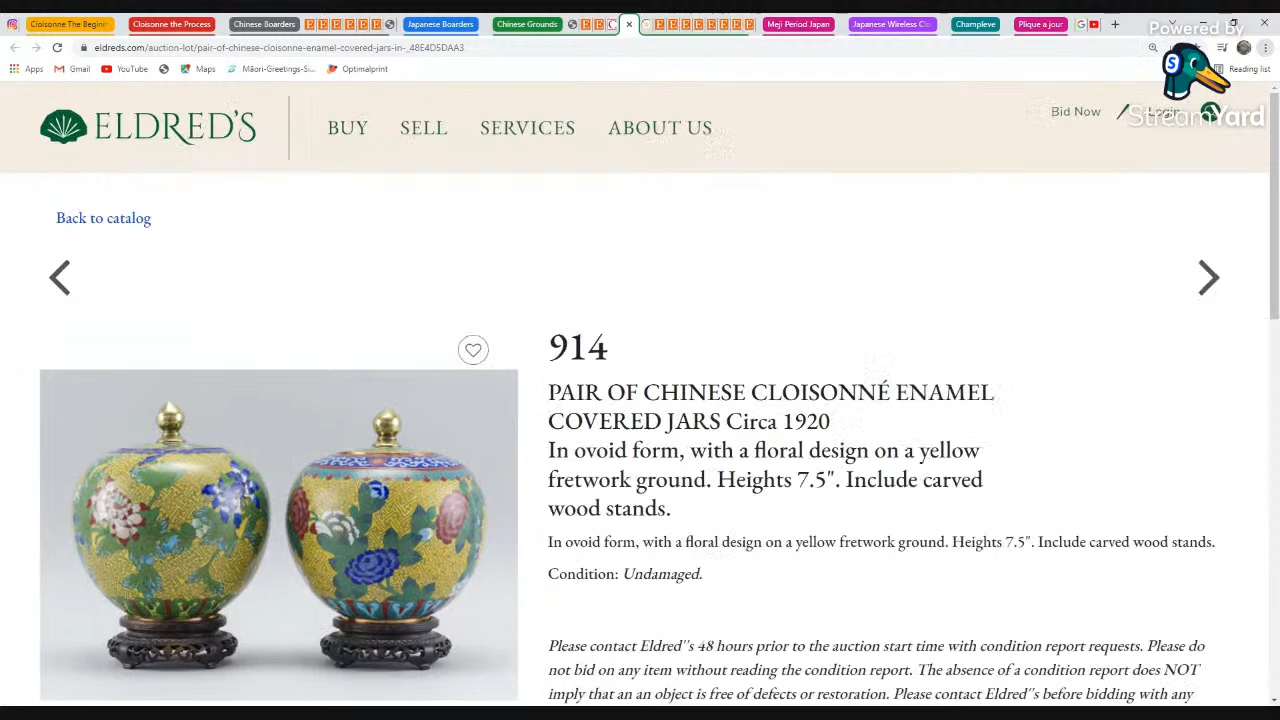 Cloisonne The Beginin
Cloisonne the Process
Chinese Boarders
Japanese Boarders
Chinese Grounds
Meji Period Japan
Japanese Wireless Clo
Champleve
Plique a jour
Powered by
eldreds.com/auction-lot/pair-of-chinese-cloisonne-enamel-covered-jars-in-_48E4D5DAA3
Apps
Gmail
YouTube
Maps
Māori-Greetings-Si...
Optimalprint
Reading list
StreamYard
ELDRED'S
BUY
SELL
SERVICES
ABOUT US
Bid Now
Login
Back to catalog
914
PAIR OF CHINESE CLOISONNÉ ENAMEL
COVERED JARS Circa 1920
In ovoid form, with a floral design on a yellow
fretwork ground. Heights 7.5". Include carved
wood stands.
In ovoid form, with a floral design on a yellow fretwork ground. Heights 7.5". Include carved wood stands.
Condition: Undamaged.
Please contact Eldred''s 48 hours prior to the auction start time with condition report requests. Please do
not bid on any item without reading the condition report. The absence of a condition report does NOT
imply that an an object is free of defects or restoration. Please contact Eldred''s before bidding with any